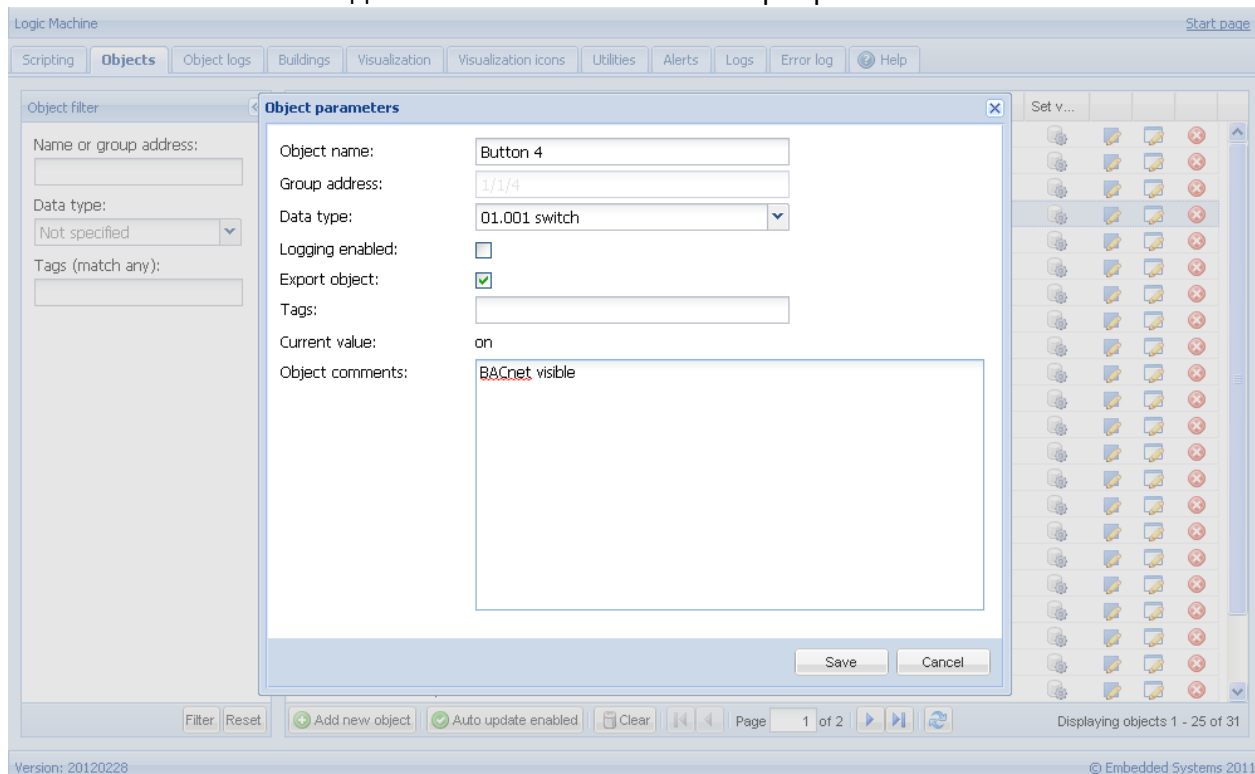 Logic Machine
Start page
Scripting Objects Object logs Buildings Visualization Visualization icons Utilities Alerts Logs Error log Help
Object filter
Object parameters
Set v...
Name or group address:
Data type:
Not specified
Tags (match any):
Object name: Button 4
Group address: 1/1/4
Data type: 01.001 switch
Logging enabled:
Export object:
Tags:
Current value: on
Object comments: BACnet visible
Save Cancel
Filter Reset Add new object Auto update enabled Clear Page 1 of 2 Displaying objects 1 - 25 of 31
Version: 20120228
© Embedded Systems 2011